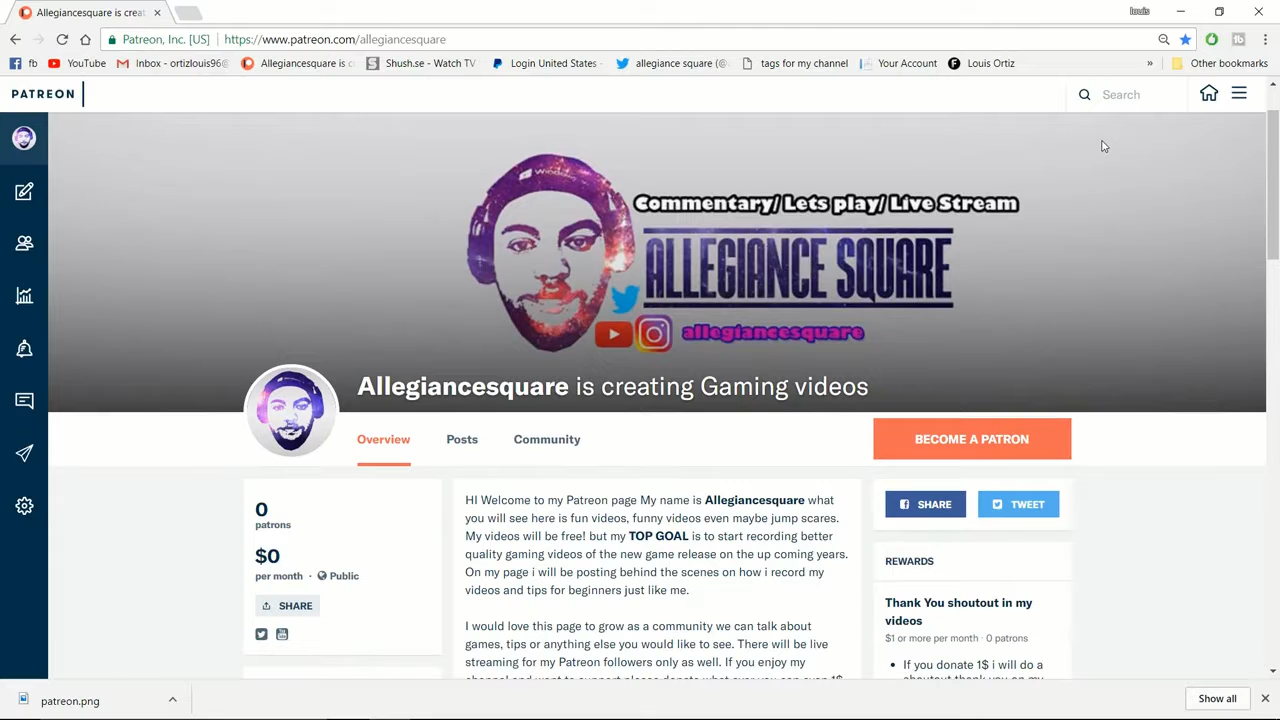 Allegiancesquare is creat
louis
Patreon, Inc. [US]
https://www.patreon.com/allegiancesquare
fb
YouTube
Inbox - ortizlouis96@
Allegiancesquare is c
Shush.se - Watch TV
Login United States
allegiance square (@
tags for my channel
Your Account
Louis Ortiz
»
Other bookmarks
PATREON
Search
Windows
Commentary/ Lets play/ Live Stream
ALLEGIANCE SQUARE
allegiancesquare
Allegiancesquare is creating Gaming videos
Overview
Posts
Community
BECOME A PATRON
0
patrons
$0
per month · Public
SHARE
HI Welcome to my Patreon page My name is Allegiancesquare what
you will see here is fun videos, funny videos even maybe jump scares.
My videos will be free! but my TOP GOAL is to start recording better
quality gaming videos of the new game release on the up coming years.
On my page i will be posting behind the scenes on how i record my
videos and tips for beginners just like me.
I would love this page to grow as a community we can talk about
games, tips or anything else you would like to see. There will be live
streaming for my Patreon followers only as well. If you enjoy my
SHARE
TWEET
REWARDS
Thank You shoutout in my
videos
$1 or more per month · 0 patrons
• If you donate 1$ i will do a
patreon.png
Show all